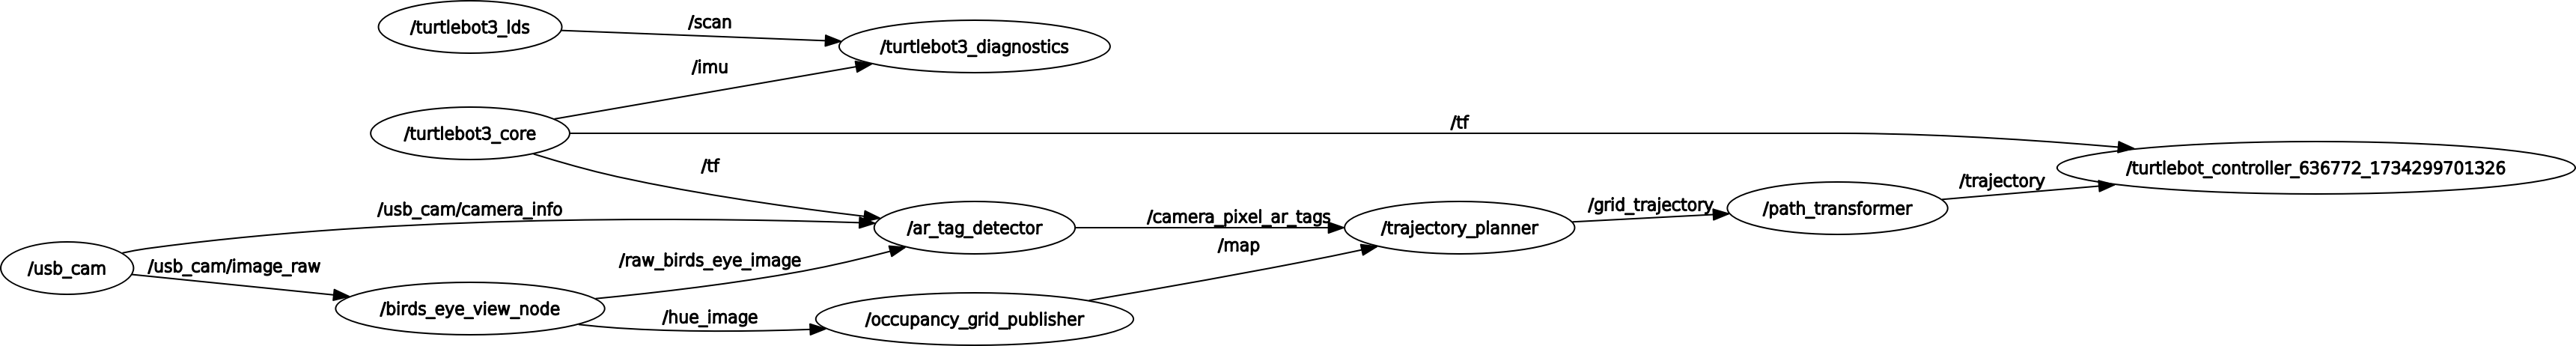 /turtlebot3_lds
/scan
/turtlebot3_diagnostics
/imu
/turtlebot3_core
/tf
/tf
/turtlebot_controller_636772_1734299701326
/trajectory
/usb_cam/camera_info
/camera_pixel_ar_tags
/grid_trajectory
/path_transformer
/ar_tag_detector
/trajectory_planner
/map
/usb_cam
/usb_cam/image_raw
/raw_birds_eye_image
/birds_eye_view_node
/hue_image
/occupancy_grid_publisher